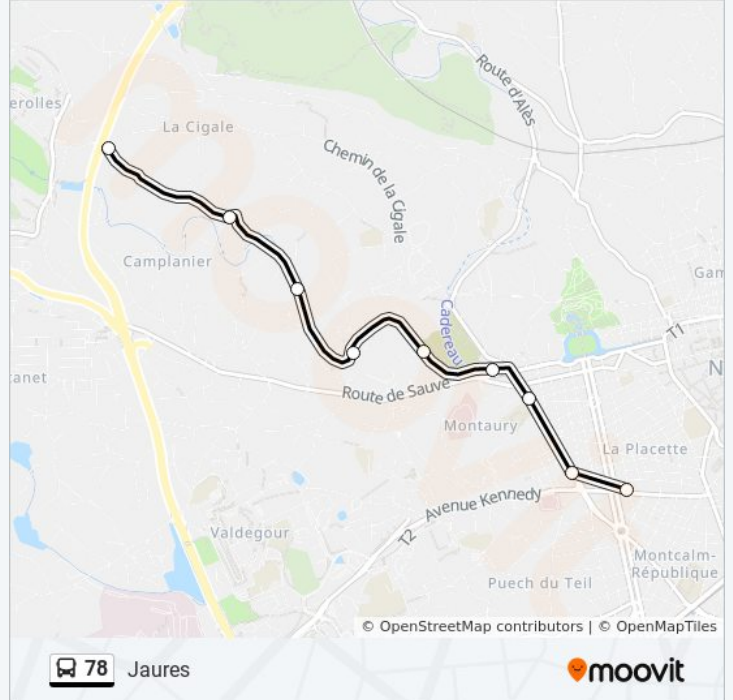 Route d'Alès
erolles
La Cigale
Chemin de la Cigale
Camplanier
Gam
Cadereau
T1
N
anet
Route de Sauve
Montaury
La Placette
Avenue Kennedy
Valdegour
T2
Montcalm-
République
Puech du Teil
© OpenStreetMap contributors | © OpenMapTiles
78 Jaures
moovit